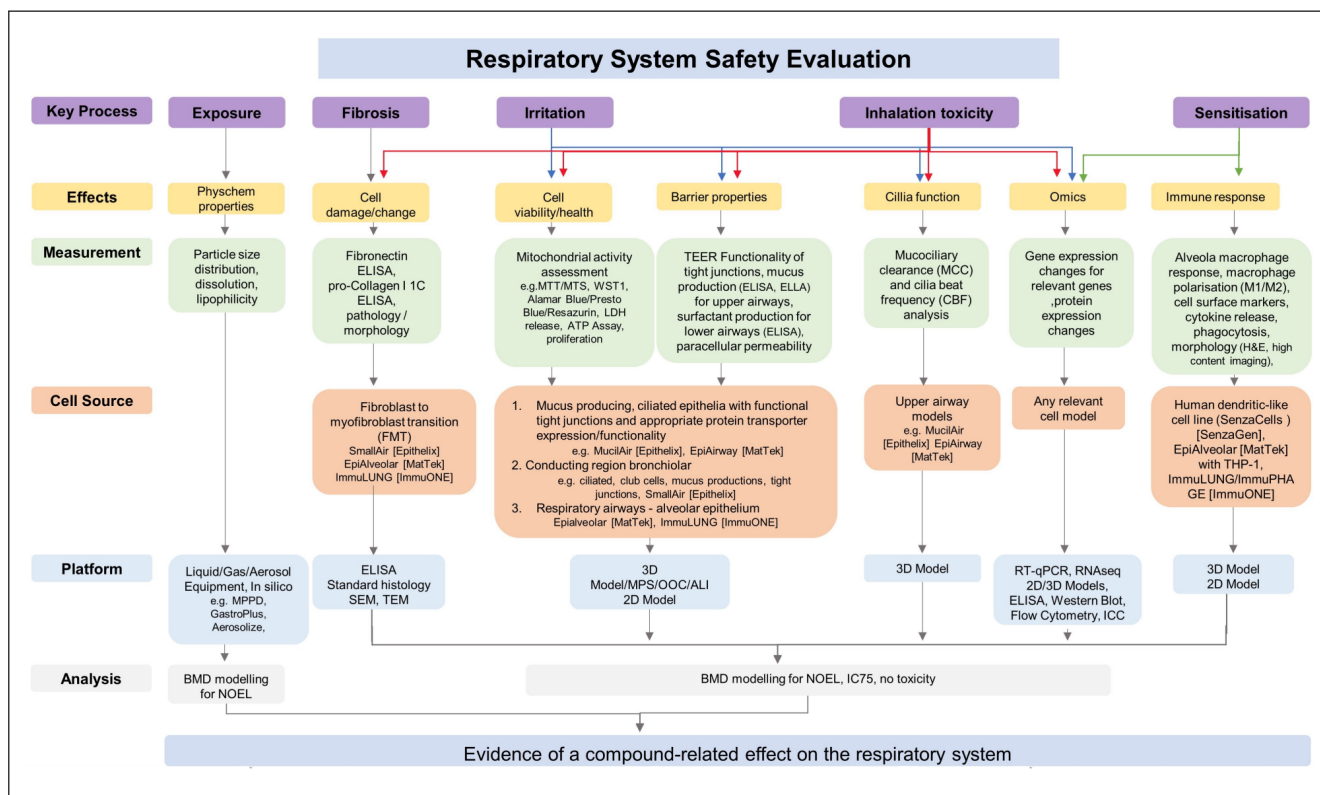 Respiratory System Safety Evaluation
Key Process
Exposure
Fibrosis
Irritation
Inhalation toxicity
Sensitisation
Effects
Physchem
properties
Cell
damage/change
Cell
viability/health
Barrier properties
Cillia function
Omics
Immune response
Measurement
Particle size
distribution,
dissolution,
lipophilicity
Fibronectin
ELISA,
pro-Collagen I 1C
ELISA,
pathology /
morphology
Mitochondrial activity
assessment
e.g.MTT/MTS, WST1,
Alamar Blue/Presto
Blue/Resazurin, LDH
release, ATP Assay,
proliferation
TEER Functionality of
tight junctions, mucus
production (ELISA, ELLA)
for upper airways,
surfactant production for
lower airways (ELISA),
paracellular permeability
Mucociliary
clearance (MCC)
and cilia beat
frequency (CBF)
analysis
Gene expression
changes for
relevant genes
,protein
expression
changes
Alveola macrophage
response, macrophage
polarisation (M1/M2),
cell surface markers,
cytokine release,
phagocytosis,
morphology (H&E, high
content imaging),
Cell Source
Fibroblast to
myofibroblast transition
(FMT)
SmallAir [Epithelix]
EpiAlveolar [MatTek]
ImmuLUNG [ImmuONE]
1. Mucus producing, ciliated epithelia with functional
tight junctions and appropriate protein transporter
expression/functionality
e.g. MucilAir [Epithelix], EpiAirway [MatTek]
2. Conducting region bronchiolar
e.g. ciliated, club cells, mucus productions, tight
junctions, SmallAir [Epithelix]
3. Respiratory airways - alveolar epithelium
Epialveolar [MatTek], ImmuLUNG [ImmuONE]
Upper airway
models
e.g. MucilAir
[Epithelix] EpiAirway
[MatTek]
Any relevant
cell model
Human dendritic-like
cell line (SenzaCells )
[SenzaGen],
EpiAlveolar [MatTek]
with THP-1,
ImmuLUNG/ImmuPHA
GE [ImmuONE]
Platform
Liquid/Gas/Aerosol
Equipment, In silico
e.g. MPPD,
GastroPlus,
Aerosolize,
ELISA
Standard histology
SEM, TEM
3D
Model/MPS/OOC/ALI
2D Model
3D Model
RT-qPCR, RNAseq
2D/3D Models,
ELISA, Western Blot,
Flow Cytometry, ICC
3D Model
2D Model
Analysis
BMD modelling
for NOEL
BMD modelling for NOEL, IC75, no toxicity
Evidence of a compound-related effect on the respiratory system